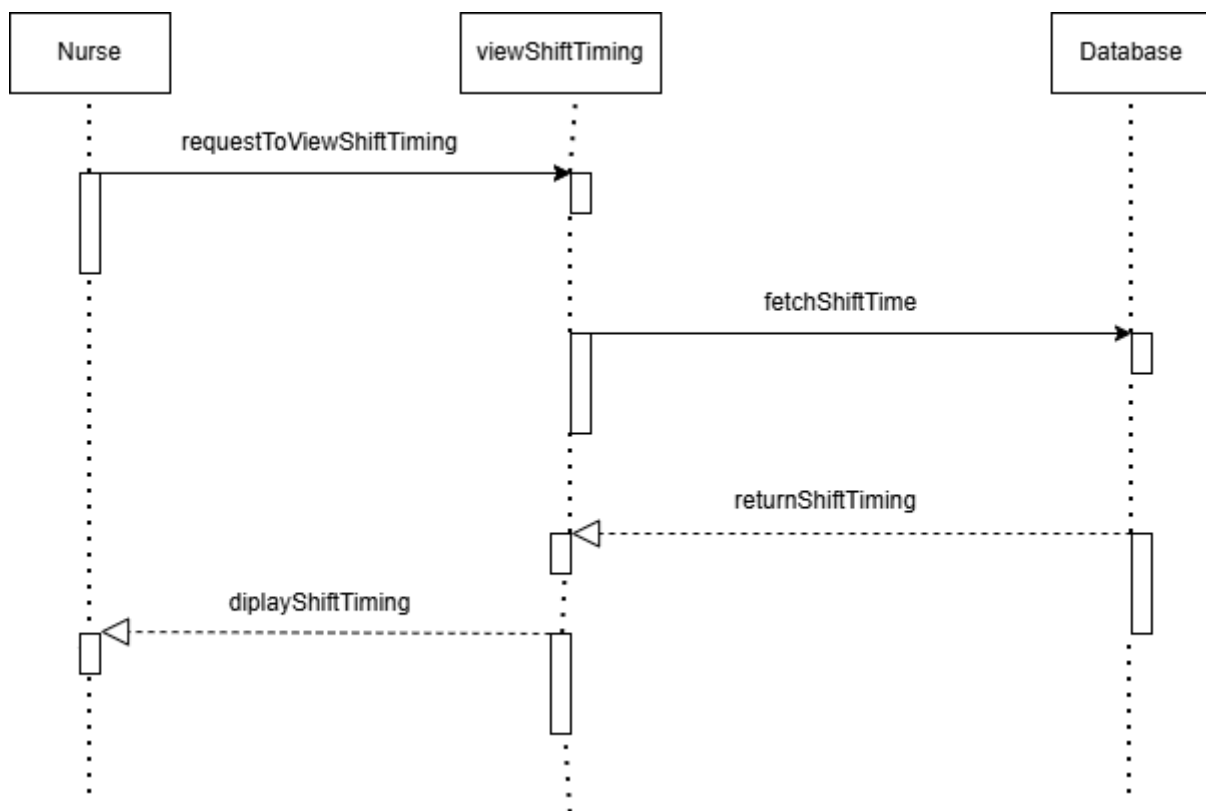 Nurse
viewShiftTiming
Database
requestToViewShiftTiming
fetchShiftTime
returnShiftTiming
diplayShiftTiming